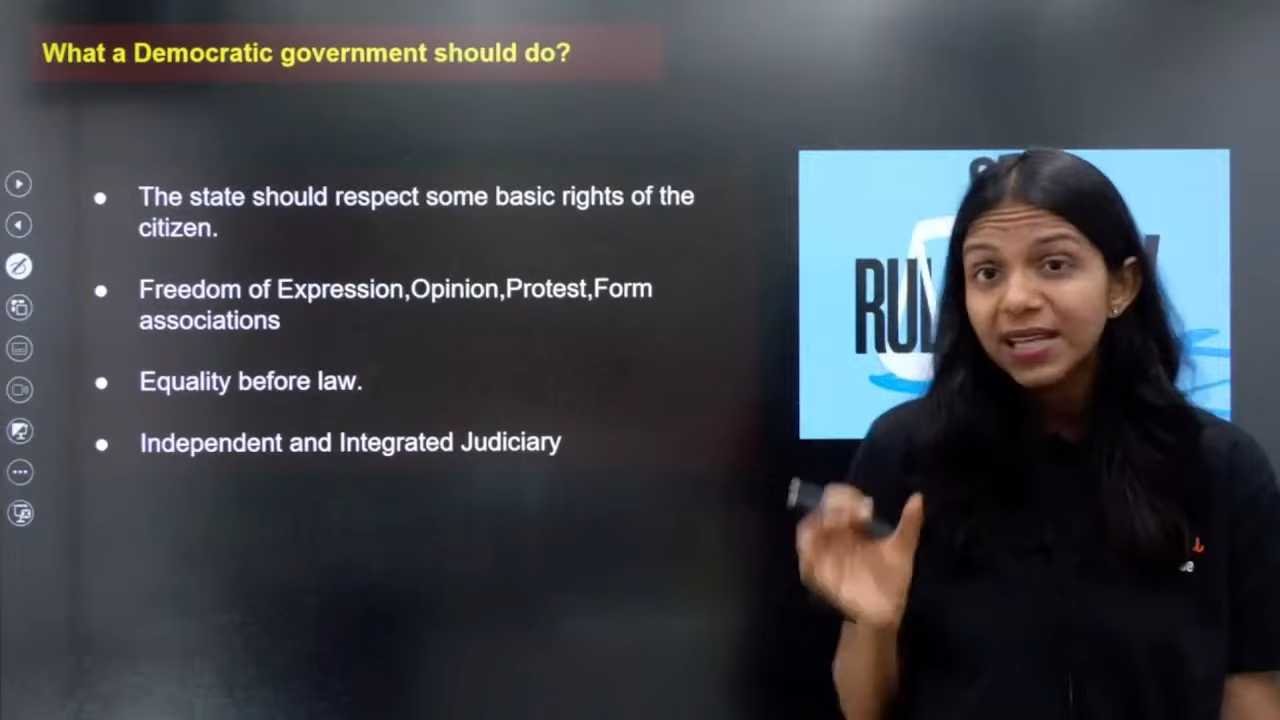 What a Democratic government should do?
● The state should respect some basic rights of the
citizen.
● Freedom of Expression,Opinion,Protest,Form
associations
● Equality before law.
● Independent and Integrated Judiciary